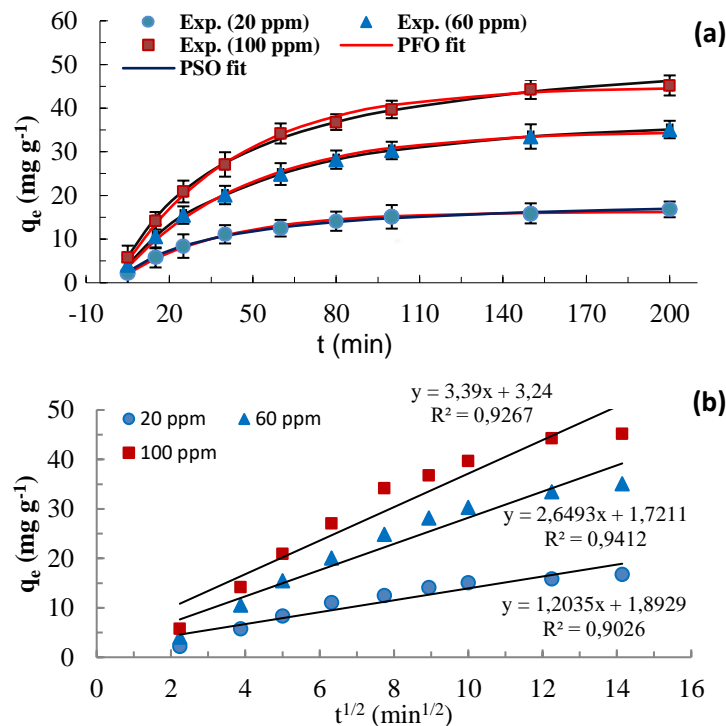 (a)
Exp. (20 ppm) Exp. (60 ppm)
Exp. (100 ppm) PFO fit
PSO fit
qe (mg g-1)
60
50
40
30
20
10
0
-10 20 50 80 110 140 170 200
t (min)
(b)
20 ppm 60 ppm
100 ppm
y = 3,39x + 3,24
R² = 0,9267
y = 2,6493x + 1,7211
R² = 0,9412
y = 1,2035x + 1,8929
R² = 0,9026
qe (mg g-1)
50
40
30
20
10
0
0 2 4 6 8 10 12 14 16
t1/2 (min1/2)